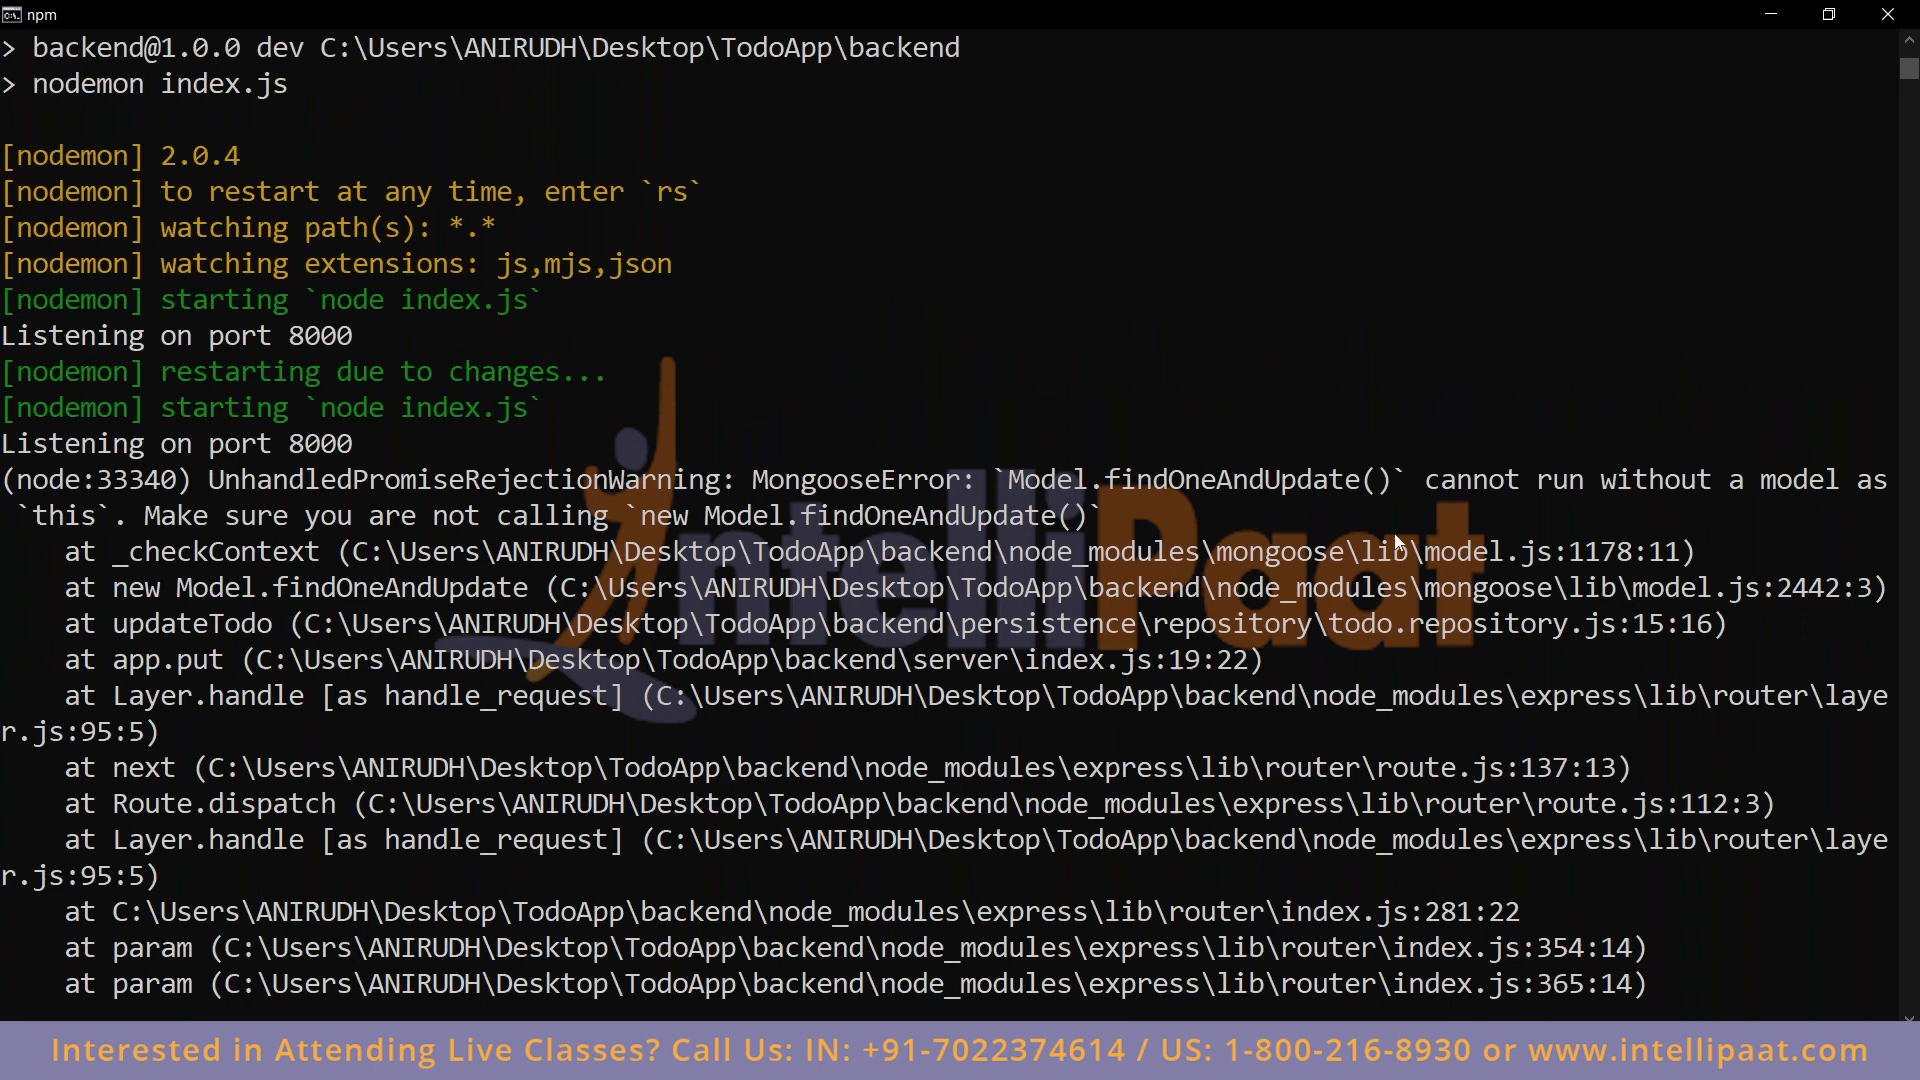 npm
> backend@1.0.0 dev C:\Users\ANIRUDH\Desktop\TodoApp\backend
> nodemon index.js
[nodemon] 2.0.4
[nodemon] to restart at any time, enter `rs`
[nodemon] watching path(s): *.*
[nodemon] watching extensions: js,mjs,json
[nodemon] starting `node index.js`
Listening on port 8000
[nodemon] restarting due to changes...
[nodemon] starting `node index.js`
Listening on port 8000
(node:33340) UnhandledPromiseRejectionWarning: MongooseError: `Model.findOneAndUpdate()` cannot run without a model as
`this`. Make sure you are not calling `new Model.findOneAndUpdate()`
at _checkContext (C:\Users\ANIRUDH\Desktop\TodoApp\backend\node_modules\mongoose\lib\model.js:1178:11)
at new Model.findOneAndUpdate (C:\Users\ANIRUDH\Desktop\TodoApp\backend\node_modules\mongoose\lib\model.js:2442:3)
at updateTodo (C:\Users\ANIRUDH\Desktop\TodoApp\backend\persistence\repository\todo.repository.js:15:16)
at app.put (C:\Users\ANIRUDH\Desktop\TodoApp\backend\server\index.js:19:22)
at Layer.handle [as handle_request] (C:\Users\ANIRUDH\Desktop\TodoApp\backend\node_modules\express\lib\router\laye
r.js:95:5)
at next (C:\Users\ANIRUDH\Desktop\TodoApp\backend\node_modules\express\lib\router\route.js:137:13)
at Route.dispatch (C:\Users\ANIRUDH\Desktop\TodoApp\backend\node_modules\express\lib\router\route.js:112:3)
at Layer.handle [as handle_request] (C:\Users\ANIRUDH\Desktop\TodoApp\backend\node_modules\express\lib\router\laye
r.js:95:5)
at C:\Users\ANIRUDH\Desktop\TodoApp\backend\node_modules\express\lib\router\index.js:281:22
at param (C:\Users\ANIRUDH\Desktop\TodoApp\backend\node_modules\express\lib\router\index.js:354:14)
at param (C:\Users\ANIRUDH\Desktop\TodoApp\backend\node_modules\express\lib\router\index.js:365:14)
IntelliPaat
Interested in Attending Live Classes? Call Us: IN: +91-7022374614 / US: 1-800-216-8930 or www.intellipaat.com